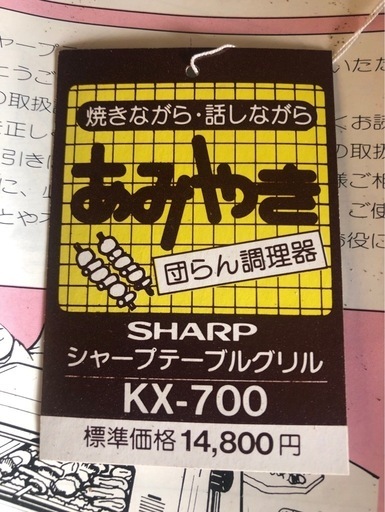 焼きながら・話しながら
あみやき
団らん調理器
SHARP
シャープテーブルグリル
KX-700
標準価格14,800円